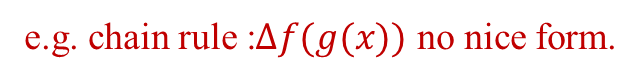 e.g. chain rule :Δ𝑓(𝑔(𝑥)) no nice form.